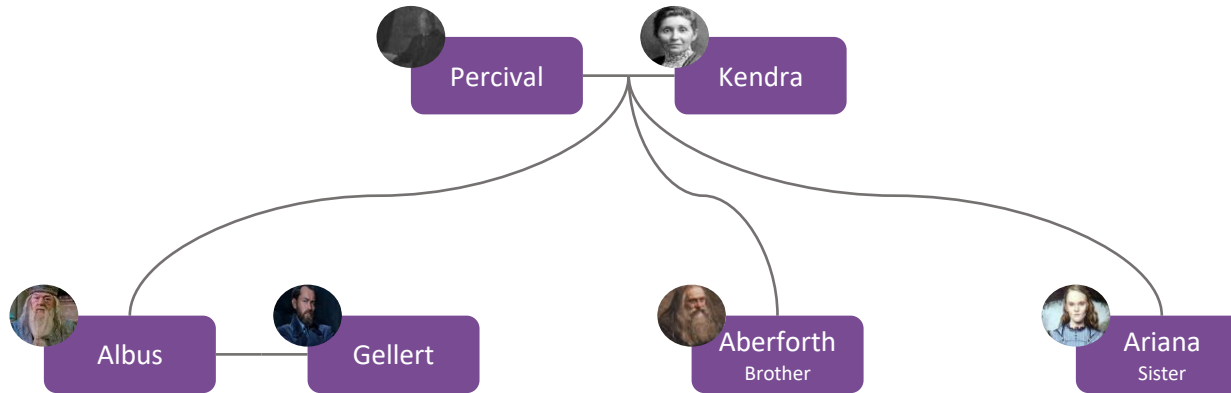 Percival
Kendra
Albus
Gellert
Aberforth
Brother
Ariana
Sister